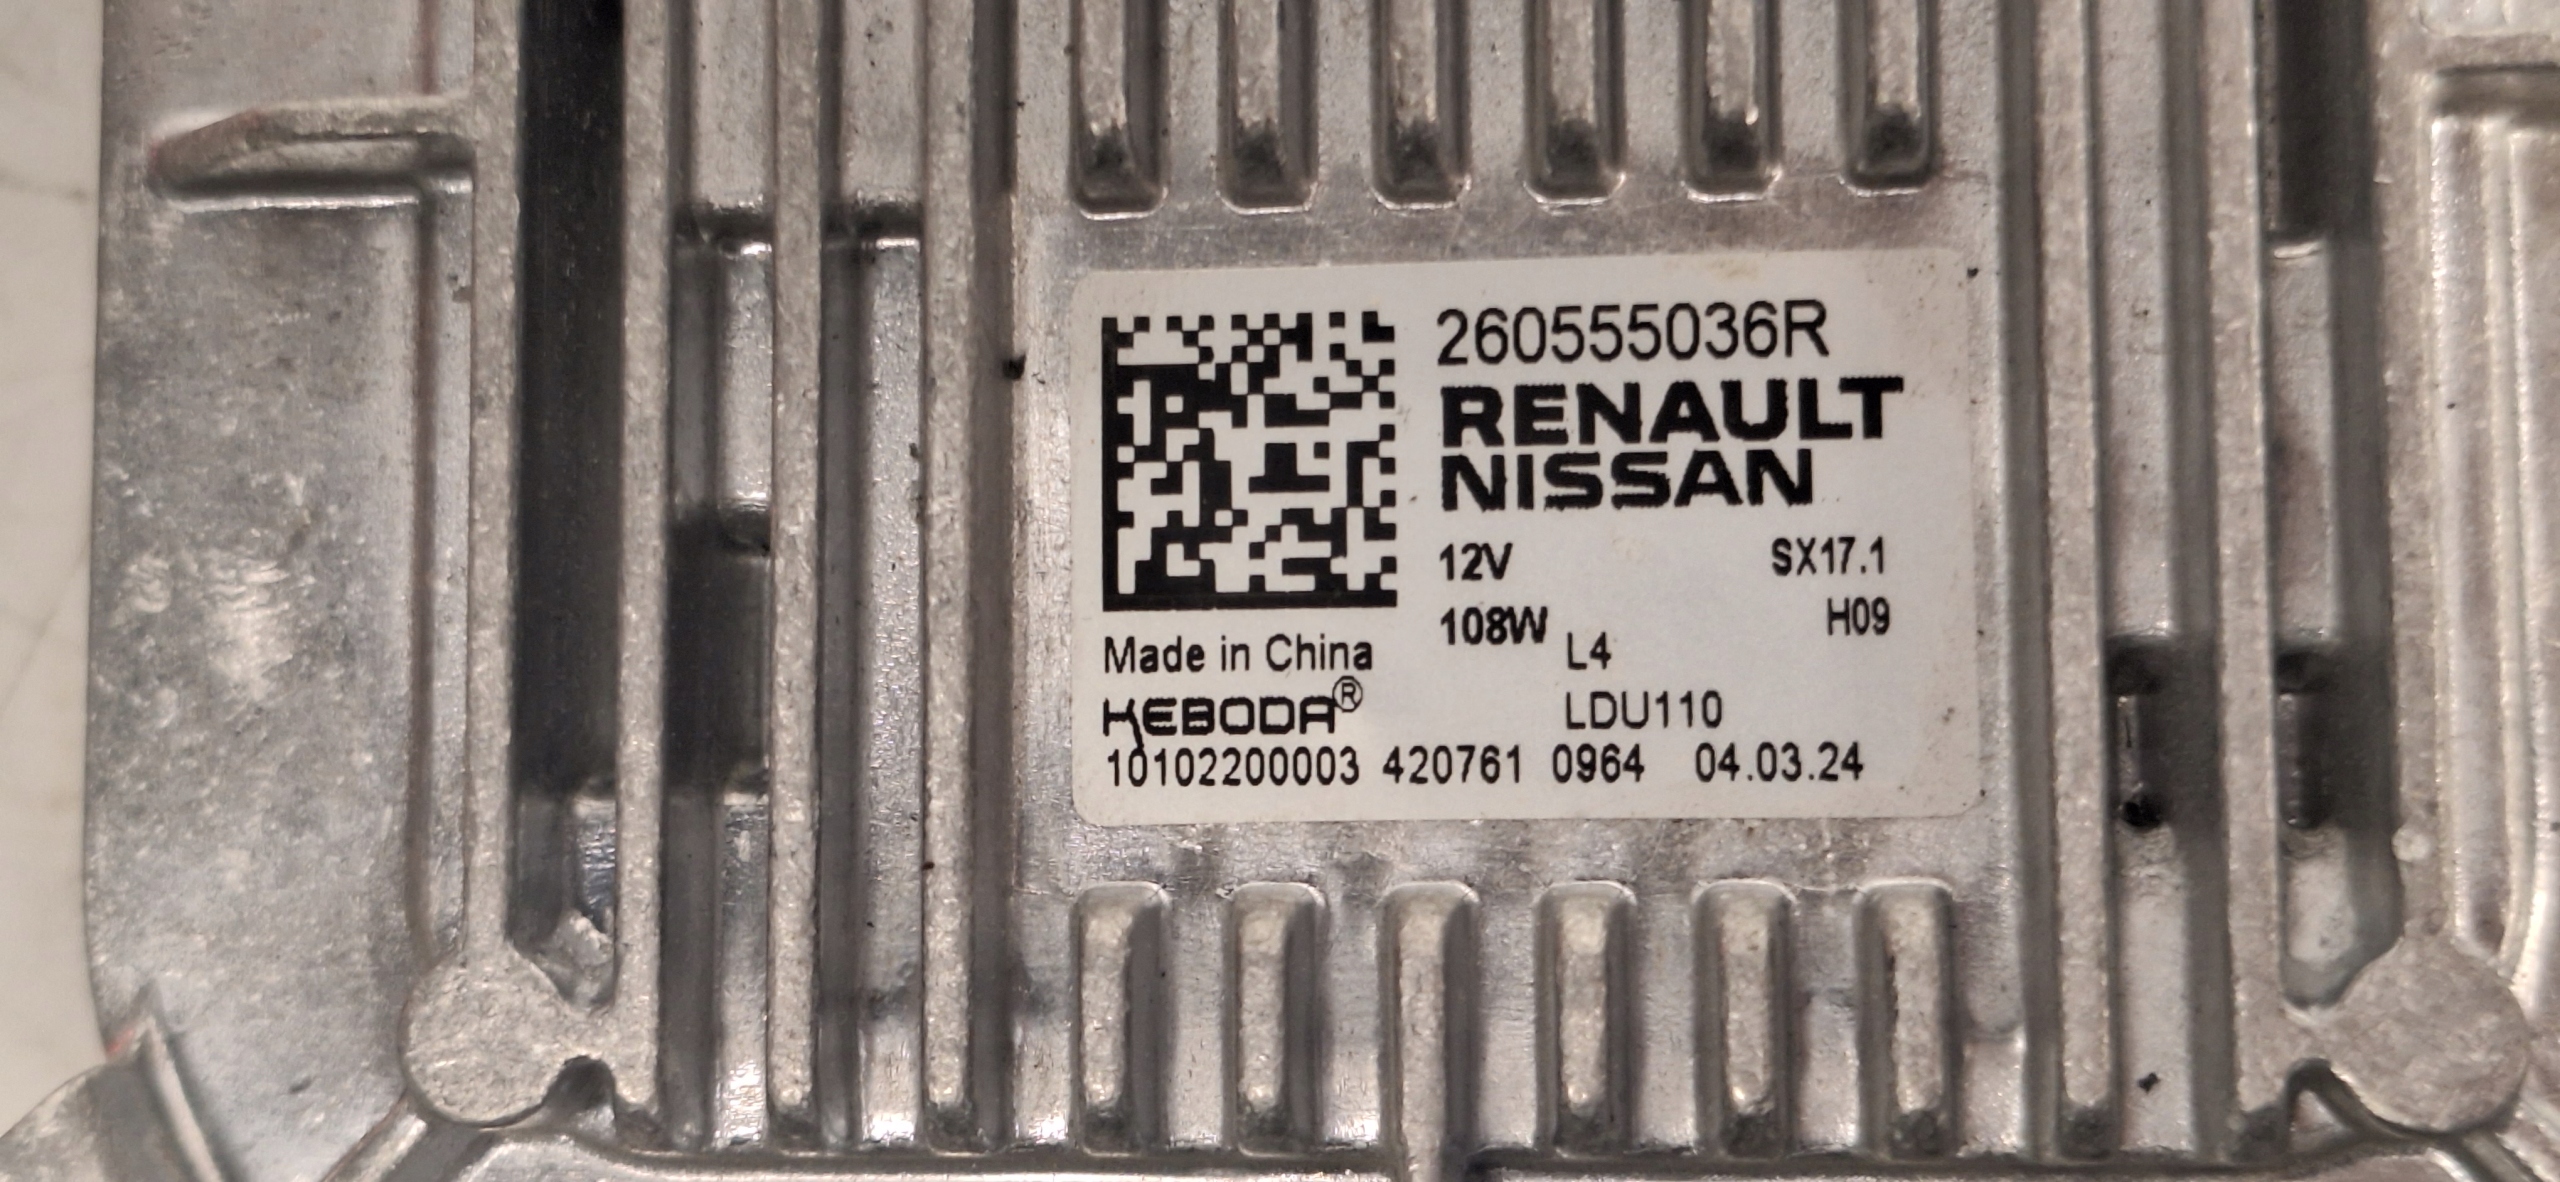 260555036R
RENAULT
NISSAN
12V SX17.1
108W L4 H09
Made in China
KEBODA® LDU110
10102200003 420761 0964 04.03.24